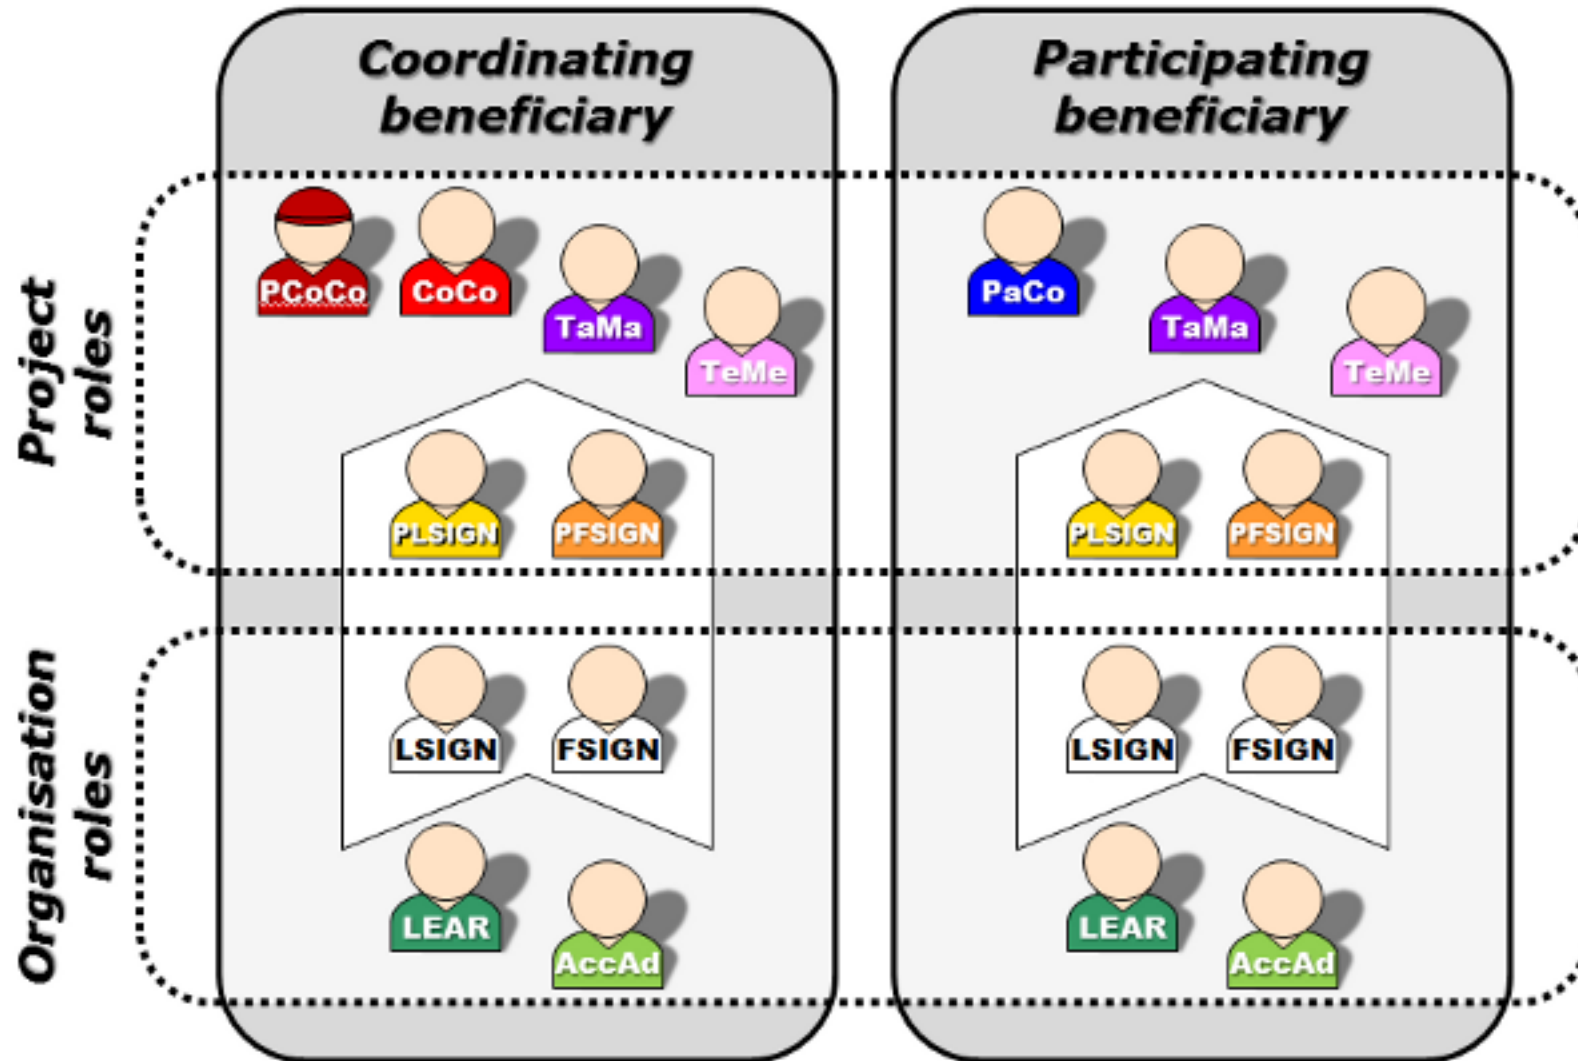 Coordinating
beneficiary
Participating
beneficiary
Project
roles
PCoCo
CoCo
TaMa
TeMe
PaCo
TaMa
TeMe
PLSIGN
PFSIGN
PLSIGN
PFSIGN
Organisation
roles
LSIGN
FSIGN
LSIGN
FSIGN
LEAR
AccAd
LEAR
AccAd